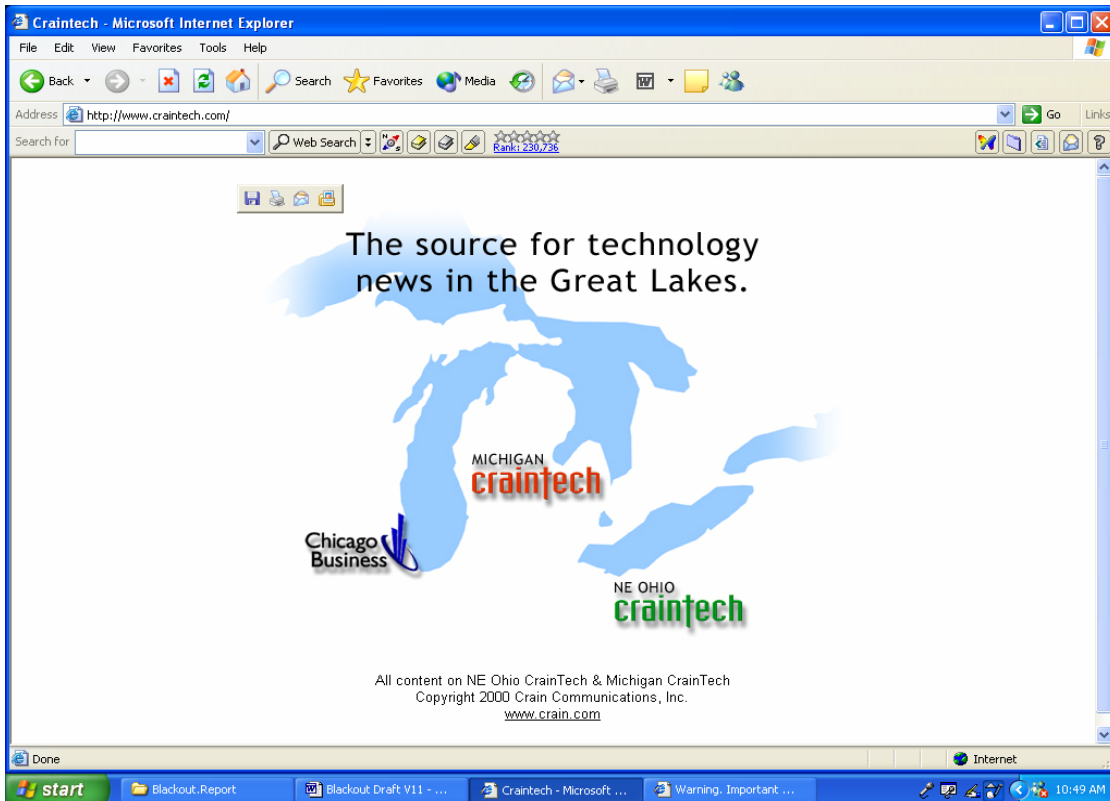 Craintech - Microsoft Internet Explorer
File Edit View Favorites Tools Help
Back Search Favorites Media
Address http://www.craintech.com/ Go Links
Search for Web Search Rank: 230,736
The source for technology
news in the Great Lakes.
MICHIGAN
craintech
Chicago
Business
NE OHIO
craintech
All content on NE Ohio CrainTech & Michigan CrainTech
Copyright 2000 Crain Communications, Inc.
www.crain.com
Done Internet
start Blackout.Report Blackout Draft V11 - ... Craintech - Microsoft ... Warning. Important ... 10:49 AM